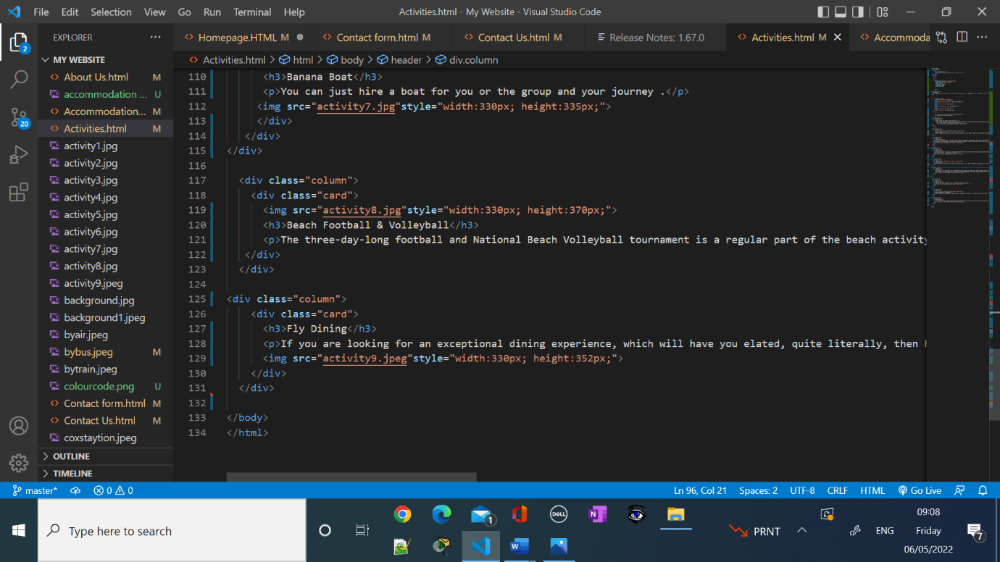 File Edit Selection View Go Run Terminal Help Activities.html - My Website - Visual Studio Code
EXPLORER ··· <> Homepage.HTML M ● <> Contact form.html M <> Contact Us.html M Release Notes: 1.67.0 <> Activities.html M × <> Accommoda ···
MY WEBSITE
<> Activities.html > html > body > header > div.column
<> About Us.html M
accommodation ... U
<> Accommodation... M
<> Activities.html M
activity1.jpg
activity2.jpg
activity3.jpg
activity4.jpg
activity5.jpg
activity6.jpg
activity7.jpg
activity8.jpg
activity9.jpeg
background.jpg
background1.jpeg
byair.jpeg
bybus.jpeg M
bytrain.jpeg
colourcode.png U
<> Contact form.html M
<> Contact Us.html M
coxstaytion.jpeg
OUTLINE
TIMELINE
2
20
110 <h3>Banana Boat</h3>
111 <p>You can just hire a boat for you or the group and your journey .</p>
112 <img src="activity7.jpg"style="width:330px; height:335px;">
113 </div>
114 </div>
115 </div>
116
117 <div class="column">
118 <div class="card">
119 <img src="activity8.jpg"style="width:330px; height:370px;">
120 <h3>Beach Football & Volleyball</h3>
121 <p>The three-day-long football and National Beach Volleyball tournament is a regular part of the beach activity
122 </div>
123 </div>
124
125 <div class="column">
126 <div class="card">
127 <h3>Fly Dining</h3>
128 <p>If you are looking for an exceptional dining experience, which will have you elated, quite literally, then
129 <img src="activity9.jpeg"style="width:330px; height:352px;">
130 </div>
131 </div>
132
133 </body>
134 </html>
master* 0 0 Ln 96, Col 21 Spaces: 2 UTF-8 CRLF HTML Go Live
Type here to search
1
DELL
N
W
PRNT
ENG
09:08
Friday
06/05/2022
7